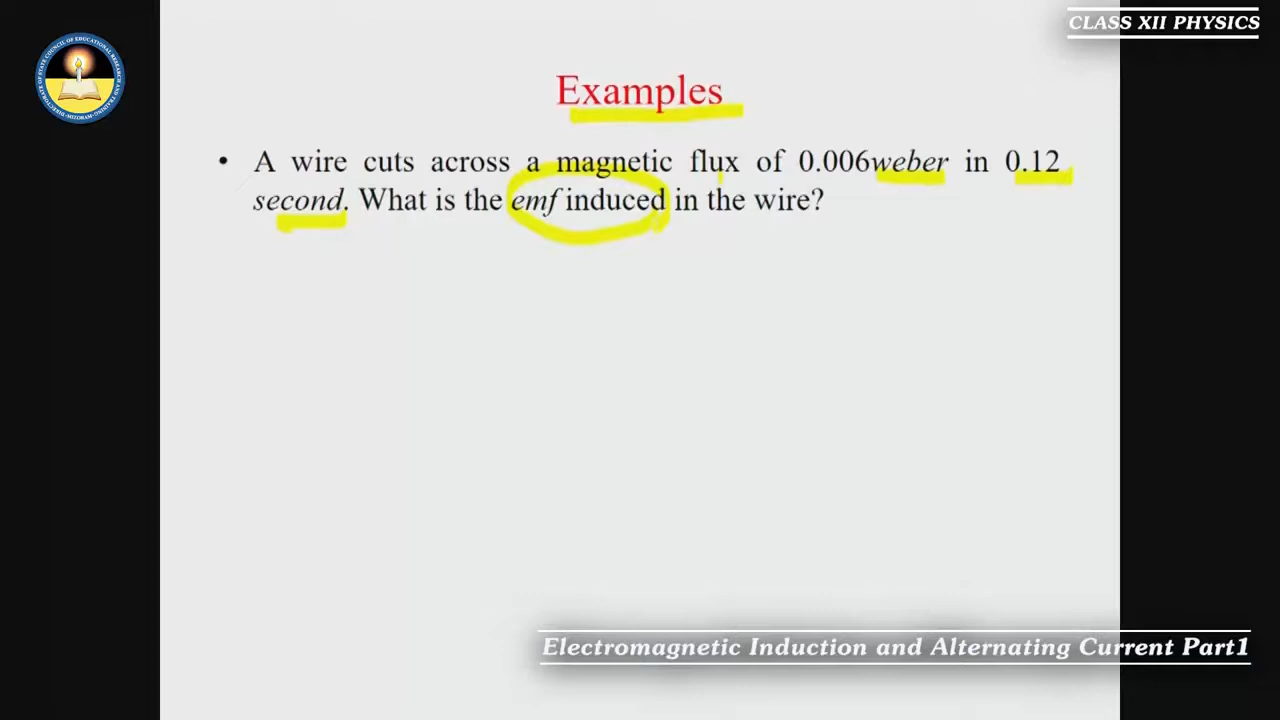 CLASS XII PHYSICS
Examples
• A wire cuts across a magnetic flux of 0.006weber in 0.12
second. What is the emf induced in the wire?
Electromagnetic Induction and Alternating Current Part1